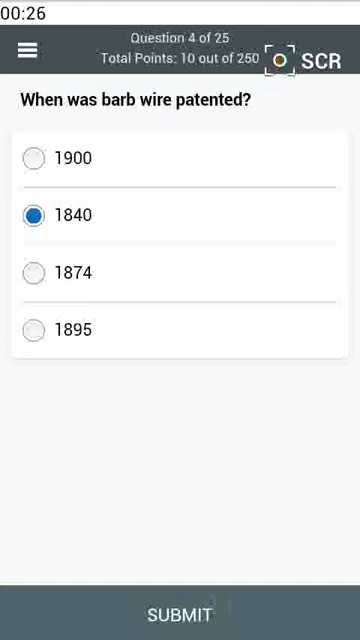 00:26
Question 4 of 25
Total Points: 10 out of 250
SCR
When was barb wire patented?
1900
1840
1874
1895
SUBMIT